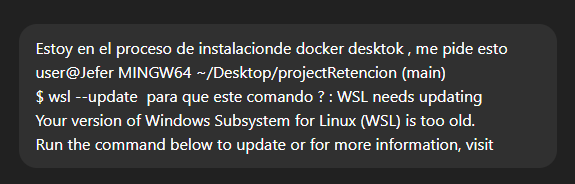 Estoy en el proceso de instalacionde docker desktok , me pide esto
user@Jefer MINGW64 ~/Desktop/projectRetencion (main)
$ wsl --update  para que este comando ? : WSL needs updating
Your version of Windows Subsystem for Linux (WSL) is too old.
Run the command below to update or for more information, visit